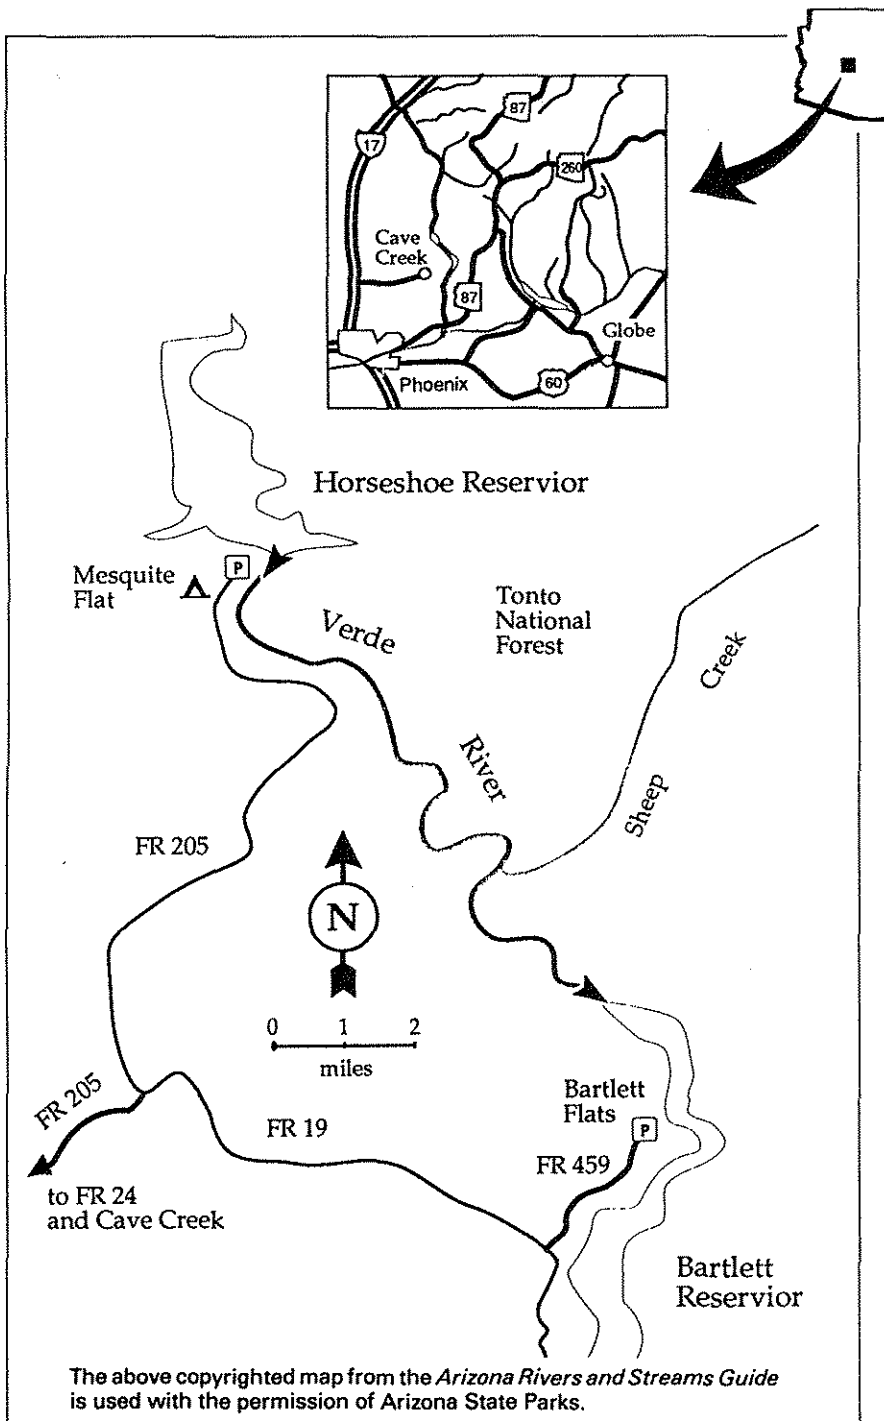 87
17
260
Cave
Creek
87
Globe
Phoenix
60
Horseshoe Reservior
P
Mesquite
Flat
Tonto
National
Forest
Verde
River
Sheep Creek
FR 205
N
0 1 2
miles
FR 205
FR 19
Bartlett
Flats
P
FR 459
to FR 24
and Cave Creek
Bartlett
Reservior
The above copyrighted map from the Arizona Rivers and Streams Guide
is used with the permission of Arizona State Parks.